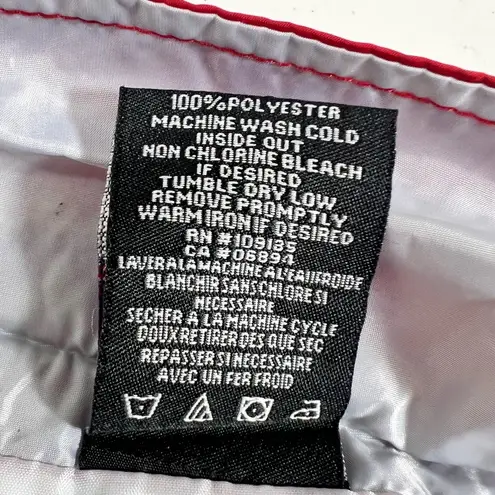 100%POLYESTER
MACHINE WASH COLD
INSIDE OUT
NON CHLORINE BLEACH
IF DESIRED
TUMBLE DRY LOW
REMOVE PROMPTLY
WARM IRON IF DESIRED
RN #109185
CA #06894
LAVER A LA MACHINE A L'EAU FROIDE
BLANCHIR SANS CHLORE SI
NECESSAIRE
SECHER A LA MACHINE CYCLE
DOUX RETIRER DES QUE SEC
REPASSER SI NECESSAIRE
AVEC UN FER FROID